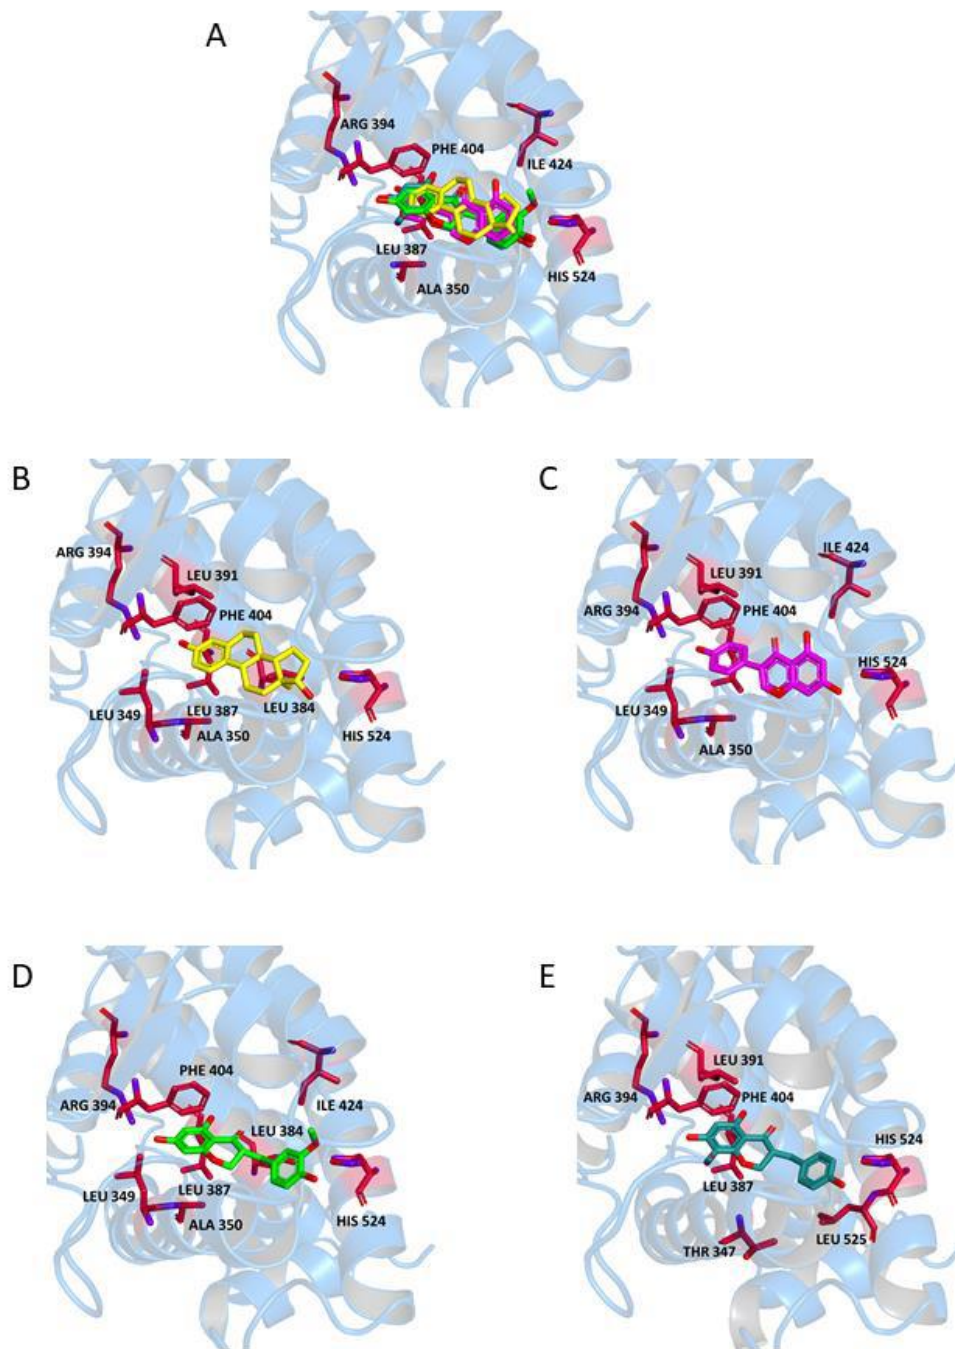 A
ARG 394
PHE 404
ILE 424
LEU 387
HIS 524
ALA 350
B
ARG 394
LEU 391
PHE 404
LEU 349
LEU 387
LEU 384
ALA 350
HIS 524
C
ILE 424
LEU 391
ARG 394
PHE 404
HIS 524
LEU 349
ALA 350
D
PHE 404
ARG 394
ILE 424
LEU 384
LEU 349
LEU 387
HIS 524
ALA 350
E
LEU 391
ARG 394
PHE 404
HIS 524
LEU 387
LEU 525
THR 347